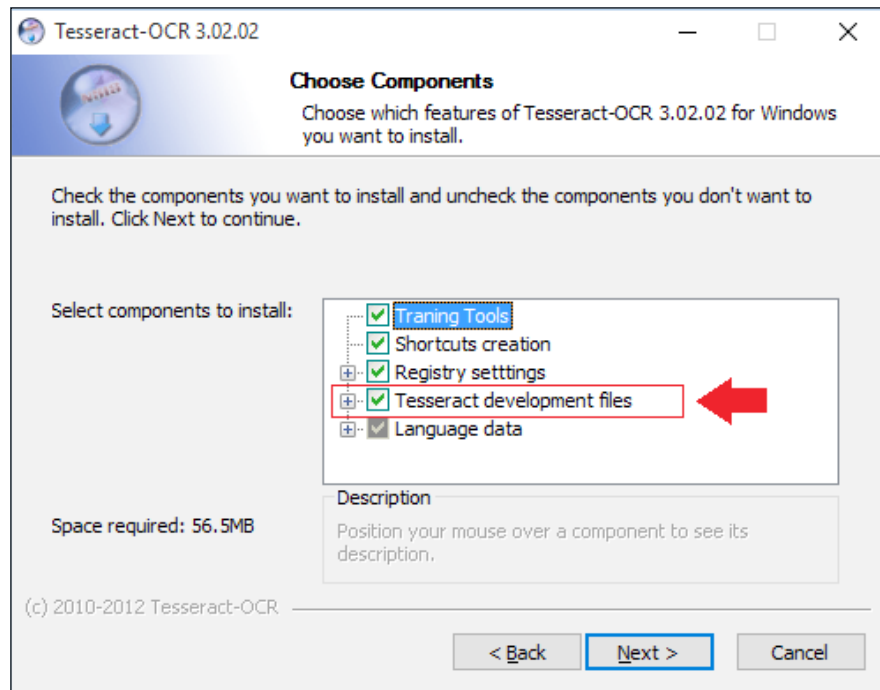 Tesseract-OCR 3.02.02
Choose Components
Choose which features of Tesseract-OCR 3.02.02 for Windows
you want to install.
Check the components you want to install and uncheck the components you don't want to
install. Click Next to continue.
Select components to install:
Traning Tools
Shortcuts creation
Registry setttings
Tesseract development files
Language data
Space required: 56.5MB
Description
Position your mouse over a component to see its
description.
(c) 2010-2012 Tesseract-OCR
< Back
Next >
Cancel